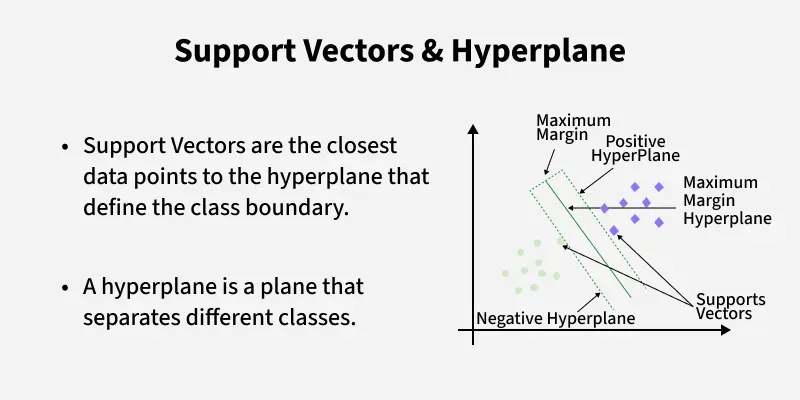 Support Vectors & Hyperplane
• Support Vectors are the closest
data points to the hyperplane that
define the class boundary.
• A hyperplane is a plane that
separates different classes.
Maximum
Margin
Positive
HyperPlane
Maximum
Margin
Hyperplane
Supports
Vectors
Negative Hyperplane